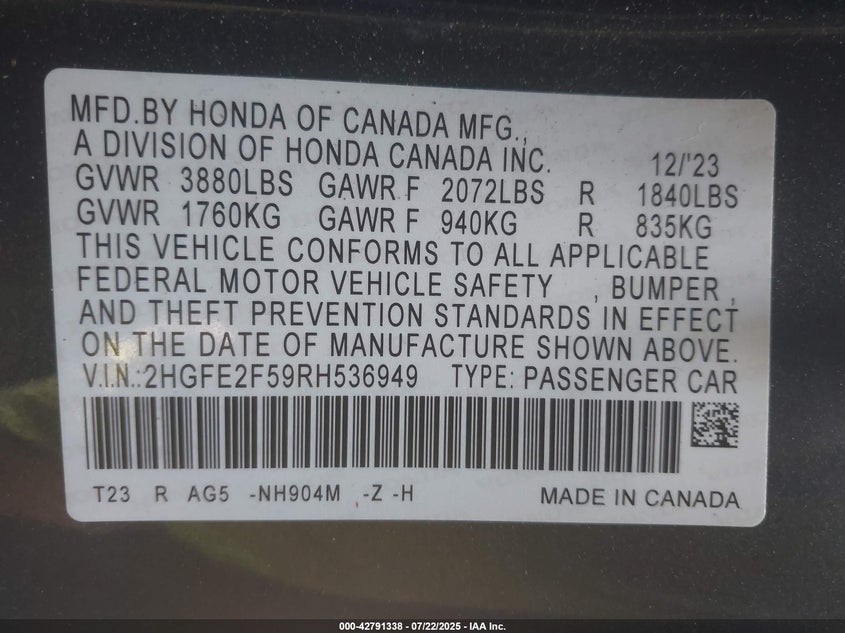 MFD.BY HONDA OF CANADA MFG.,
A DIVISION OF HONDA CANADA INC. 12/'23
GVWR 3880LBS GAWR F 2072LBS R 1840LBS
GVWR 1760KG GAWR F 940KG R 835KG
THIS VEHICLE CONFORMS TO ALL APPLICABLE
FEDERAL MOTOR VEHICLE SAFETY , BUMPER ,
AND THEFT PREVENTION STANDARDS IN EFFECT
ON THE DATE OF MANUFACTURE SHOWN ABOVE.
V.I.N.:2HGFE2F59RH536949 TYPE: PASSENGER CAR
T23 R AG5 -NH904M ,-Z -H MADE IN CANADA
000-42791338 - 07/22/2025 - IAA Inc.